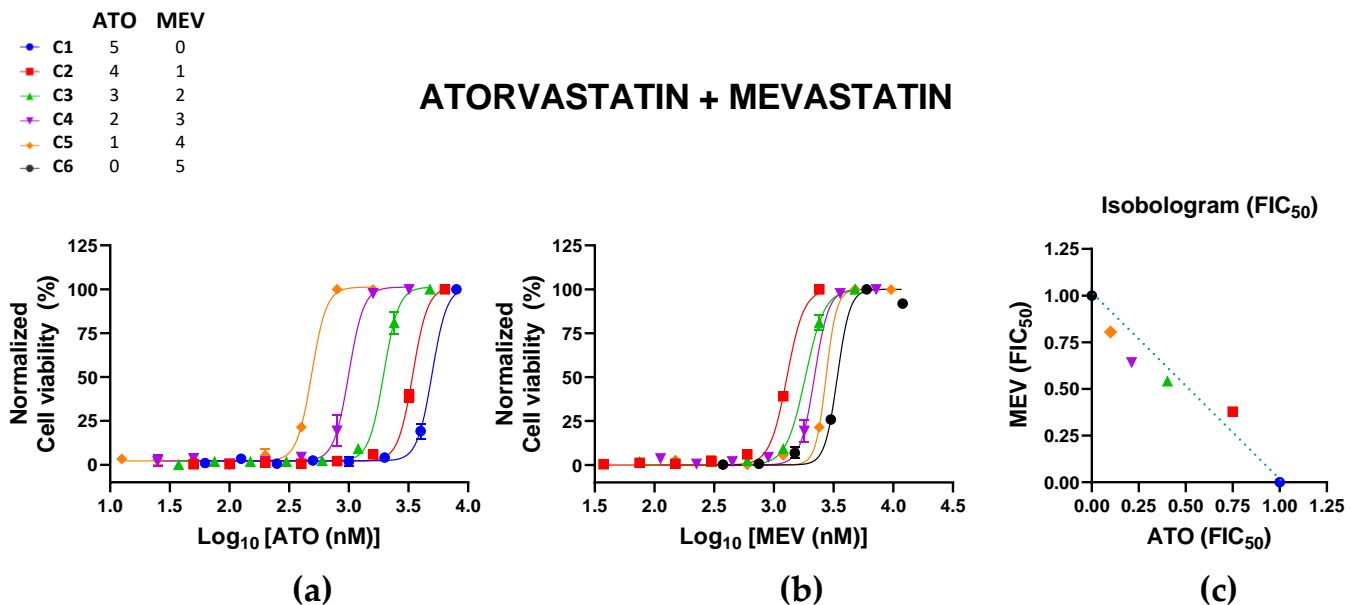 ATO MEV
C1 5 0
C2 4 1
C3 3 2
C4 2 3
C5 1 4
C6 0 5
ATORVASTATIN + MEVASTATIN
Normalized
Cell viability (%)
125
100
75
50
25
0
1.0 1.5 2.0 2.5 3.0 3.5 4.0
Log₁₀ [ATO (nM)]
(a)
Normalized
Cell viability (%)
125
100
75
50
25
0
1.5 2.0 2.5 3.0 3.5 4.0 4.5
Log₁₀ [MEV (nM)]
(b)
Isobologram (FIC₅₀)
MEV (FIC₅₀)
1.25
1.00
0.75
0.50
0.25
0.00
0.00 0.25 0.50 0.75 1.00 1.25
ATO (FIC₅₀)
(c)